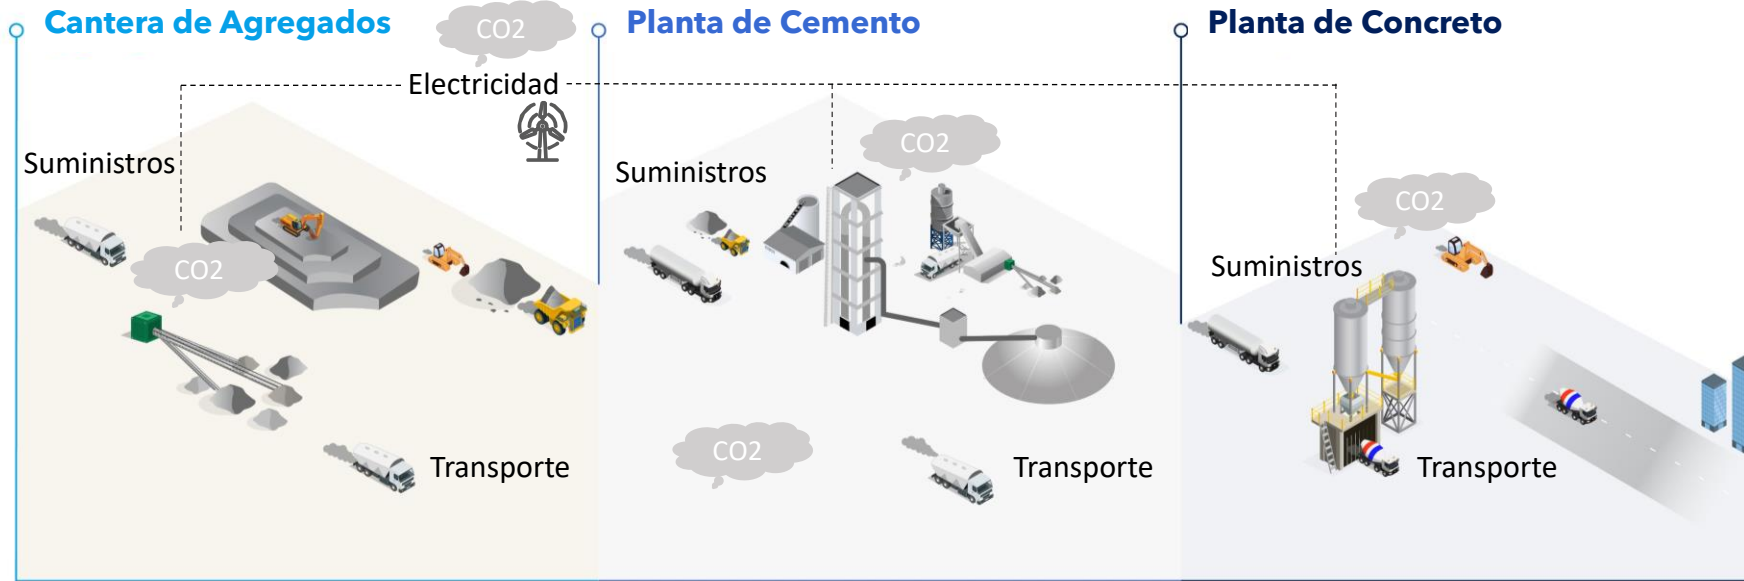 Cantera de Agregados
CO2
Planta de Cemento
Planta de Concreto
Electricidad
Suministros
CO2
Transporte
Suministros
CO2
CO2
Transporte
Suministros
CO2
Transporte